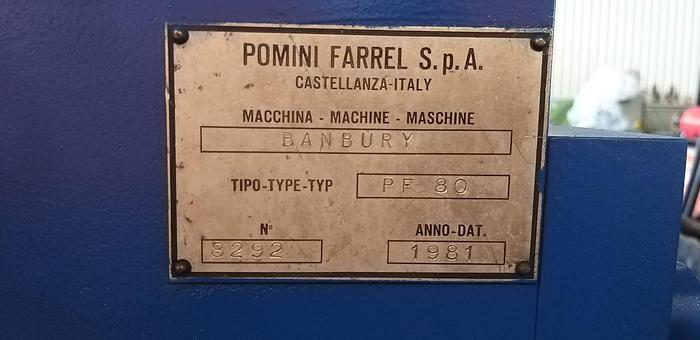 POMINI FARREL S.p.A.
CASTELLANZA-ITALY
MACCHINA - MACHINE - MASCHINE
BANBURY
TIPO-TYPE-TYP PF 80
N° ANNO-DAT.
8292 1981